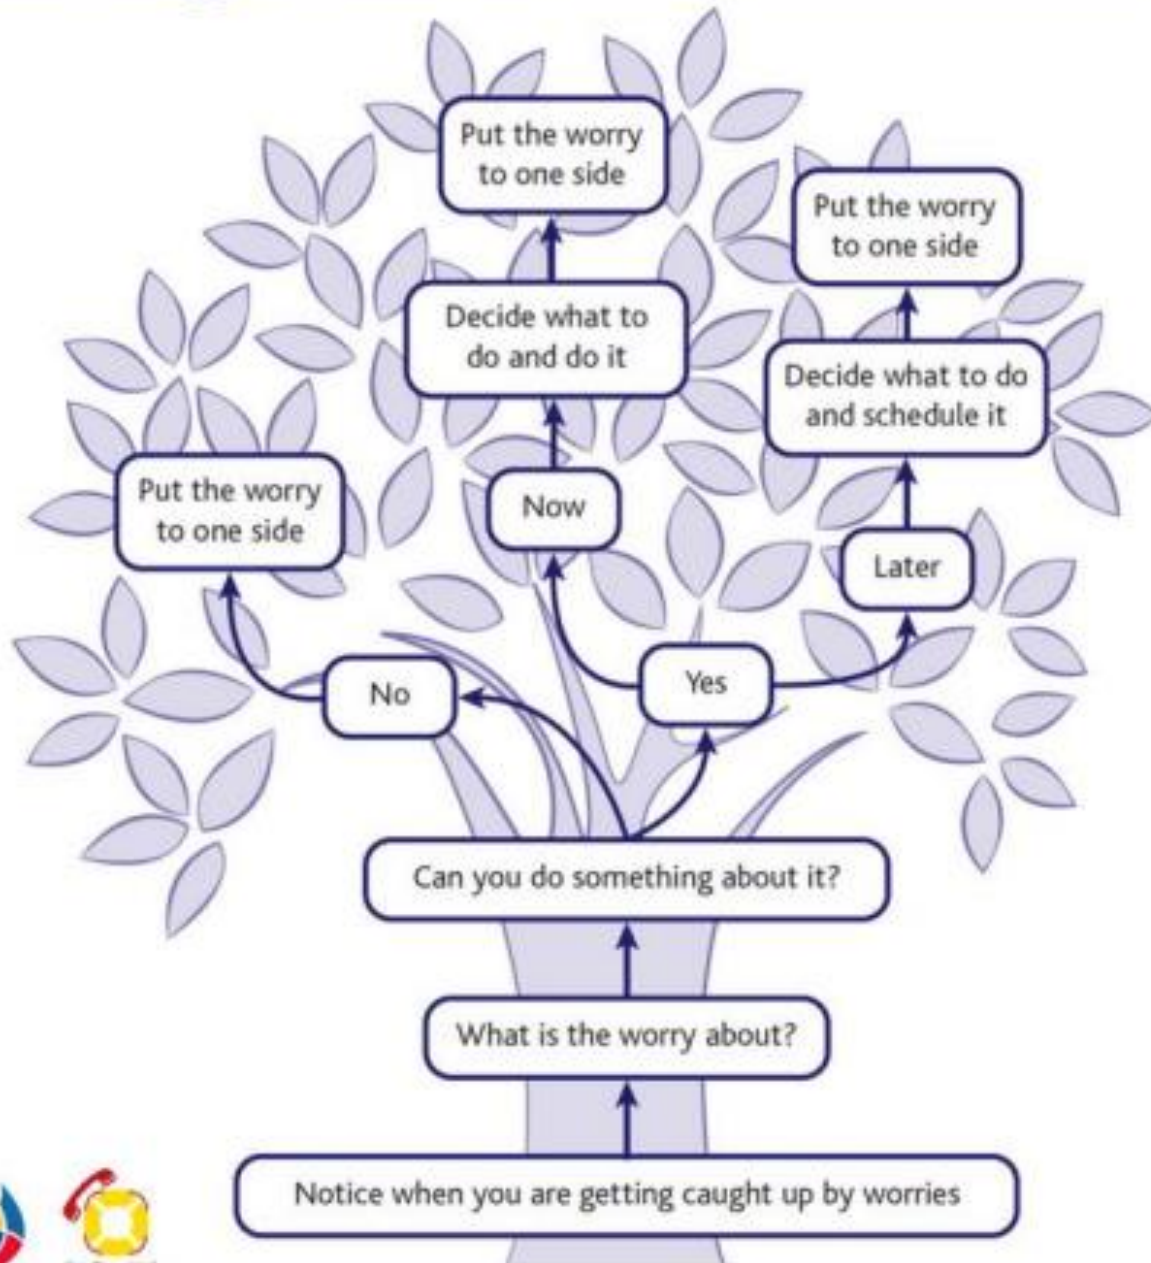 Put the worry
to one side
Put the worry
to one side
Decide what to
do and do it
Decide what to do
and schedule it
Put the worry
to one side
Now
Later
No
Yes
Can you do something about it?
What is the worry about?
Notice when you are getting caught up by worries